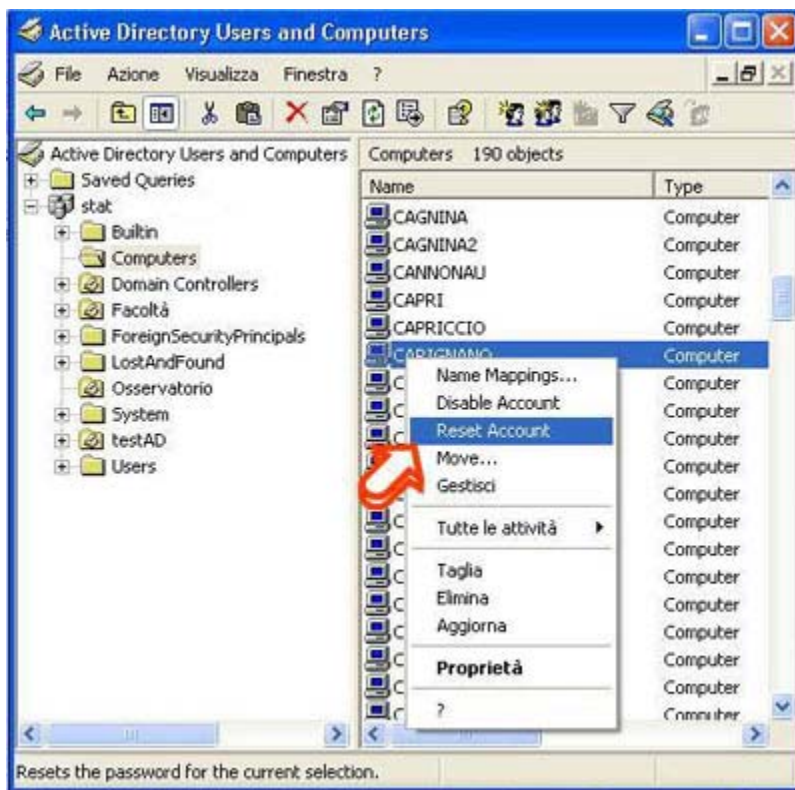 Active Directory Users and Computers
File Azione Visualizza Finestra ?
Active Directory Users and Computers
Saved Queries
stat
Builtin
Computers
Domain Controllers
Facoltà
ForeignSecurityPrincipals
LostAndFound
Osservatorio
System
testAD
Users
Computers 190 objects
Name Type
CAGNINA Computer
CAGNINA2 Computer
CANNONAU Computer
CAPRI Computer
CAPRICCIO Computer
CARIGNANO Computer
C Computer
C Computer
C Computer
C Computer
Computer
C Computer
C Computer
C Computer
C Computer
C Computer
C Computer
C Computer
C Computer
C Computer
Name Mappings...
Disable Account
Reset Account
Move...
Gestisci
Tutte le attività
Taglia
Elimina
Aggiorna
Proprietà
?
Resets the password for the current selection.